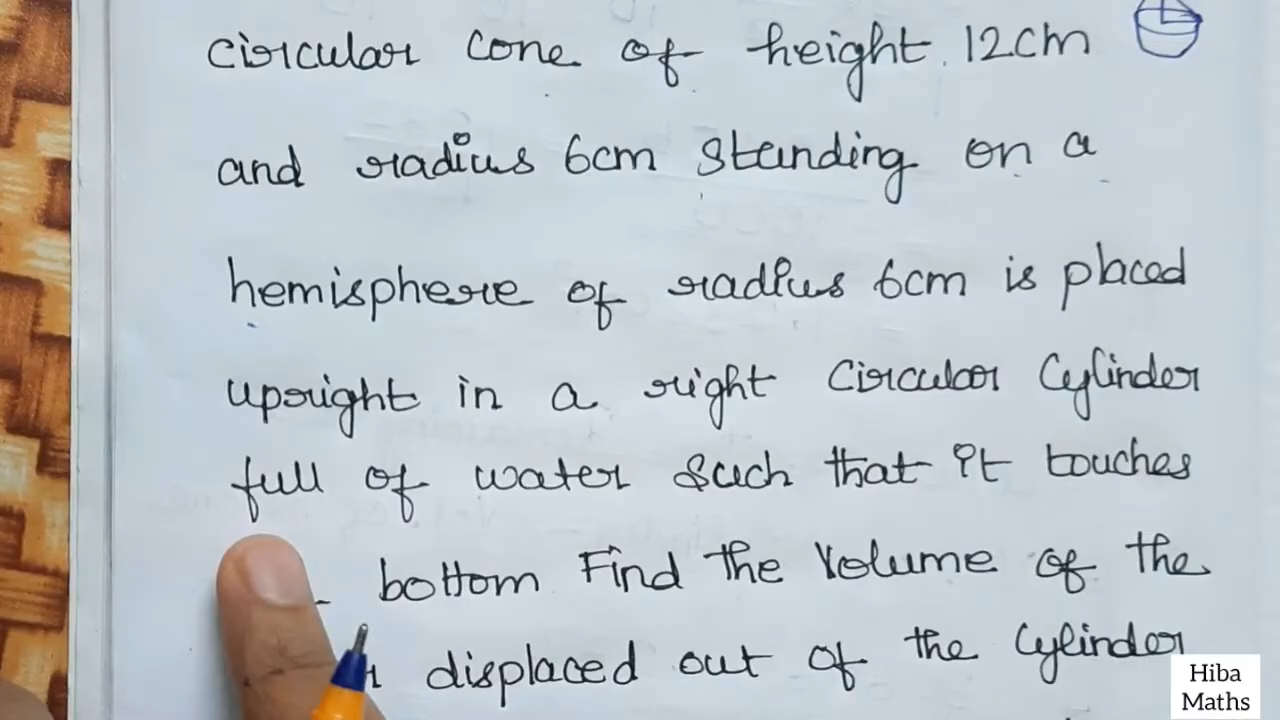 circular cone of height 12cm
and radius 6cm standing on a
hemisphere of radius 6cm is placed
upright in a right circular cylinder
full of water such that it touches
bottom Find the volume of the
displaced out of the cylinder
Hiba
Maths